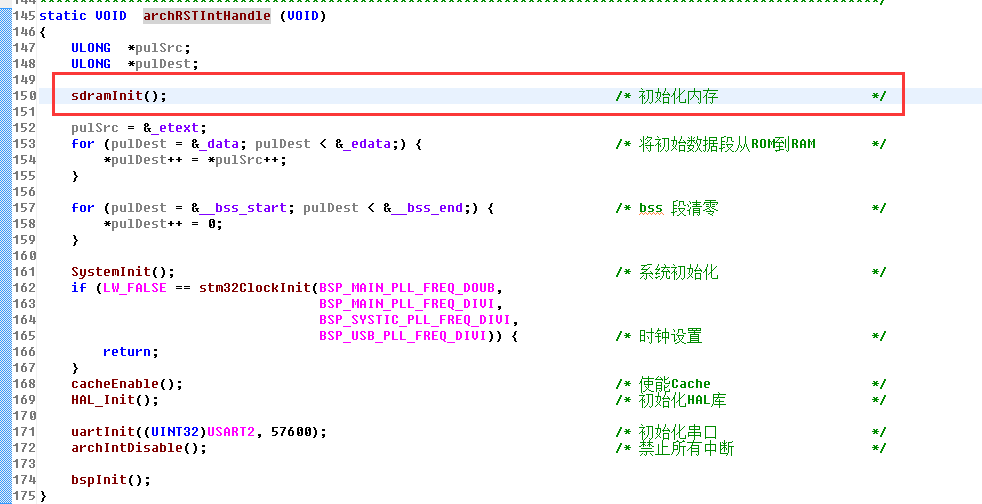 144 ***************************************************************************************/
145 static VOID  archRSTIntHandle (VOID)
146 {
147     ULONG  *pulSrc;
148     ULONG  *pulDest;
149
150     sdramInit();                                                        /* 初始化内存                   */
151
152     pulSrc = &_etext;
153     for (pulDest = &_data; pulDest < &_edata;) {                        /* 将初始数据段从ROM到RAM       */
154         *pulDest++ = *pulSrc++;
155     }
156
157     for (pulDest = &__bss_start; pulDest < &__bss_end;) {               /* bss 段清零                   */
158         *pulDest++ = 0;
159     }
160
161     SystemInit();                                                       /* 系统初始化                   */
162     if (LW_FALSE == stm32ClockInit(BSP_MAIN_PLL_FREQ_DOUB,
163                                    BSP_MAIN_PLL_FREQ_DIVI,
164                                    BSP_SYSTIC_PLL_FREQ_DIVI,
165                                    BSP_USB_PLL_FREQ_DIVI)) {            /* 时钟设置                     */
166         return;
167     }
168     cacheEnable();                                                      /* 使能Cache                    */
169     HAL_Init();                                                         /* 初始化HAL库                  */
170
171     uartInit((UINT32)USART2, 57600);                                    /* 初始化串口                   */
172     archIntDisable();                                                   /* 禁止所有中断                 */
173
174     bspInit();
175 }